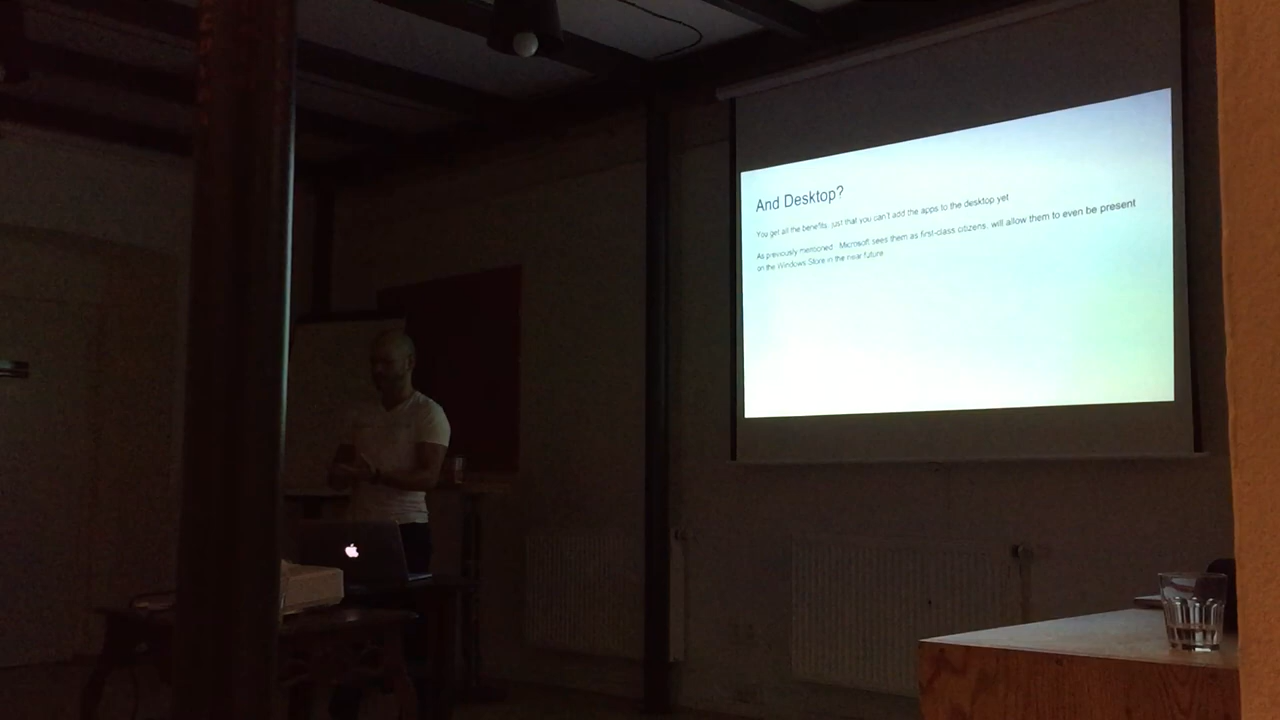 And Desktop?
You get all the benefits, just that you can't add the apps to the desktop yet
As previously mentioned, Microsoft sees them as first-class citizens, will allow them to even be present
on the Windows Store in the near future